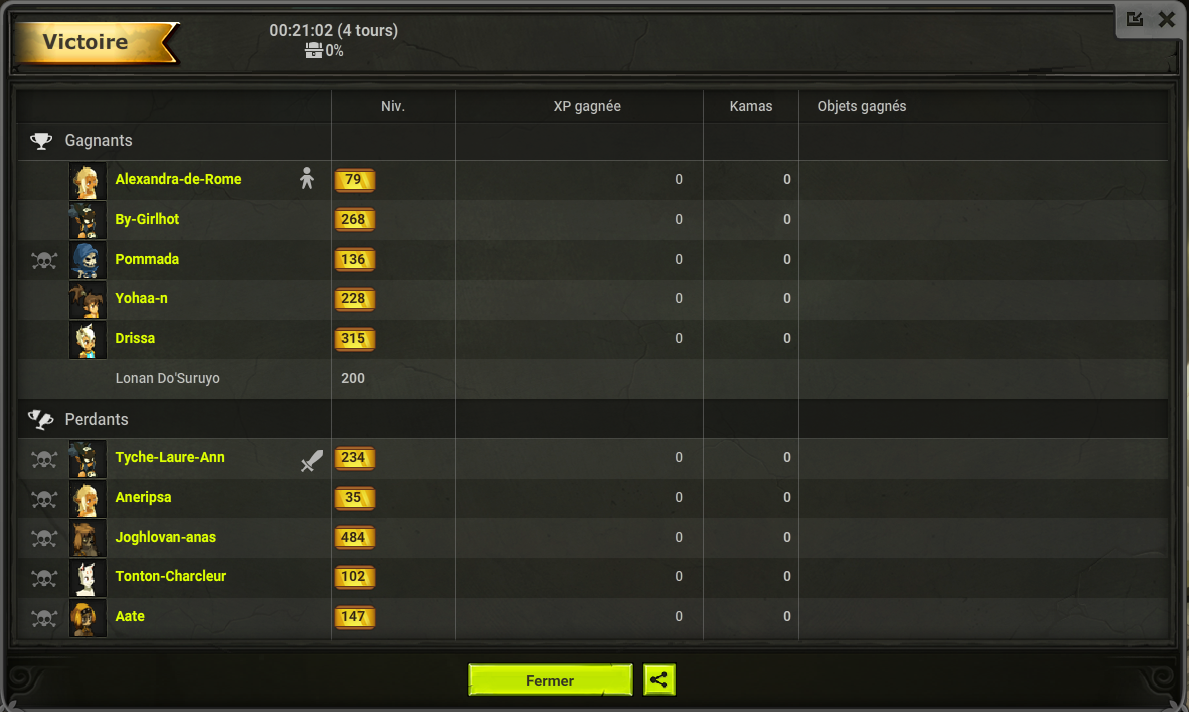 Victoire
00:21:02 (4 tours)
0%
Niv. XP gagnée Kamas Objets gagnés
Gagnants
Alexandra-de-Rome 79 0 0
By-Girlhot 268 0 0
Pommada 136 0 0
Yohaa-n 228 0 0
Drissa 315 0 0
Lonan Do'Suruyo 200
Perdants
Tyche-Laure-Ann 234 0 0
Aneripsa 35 0 0
Joghlovan-anas 484 0 0
Tonton-Charcleur 102 0 0
Aate 147 0 0
Fermer